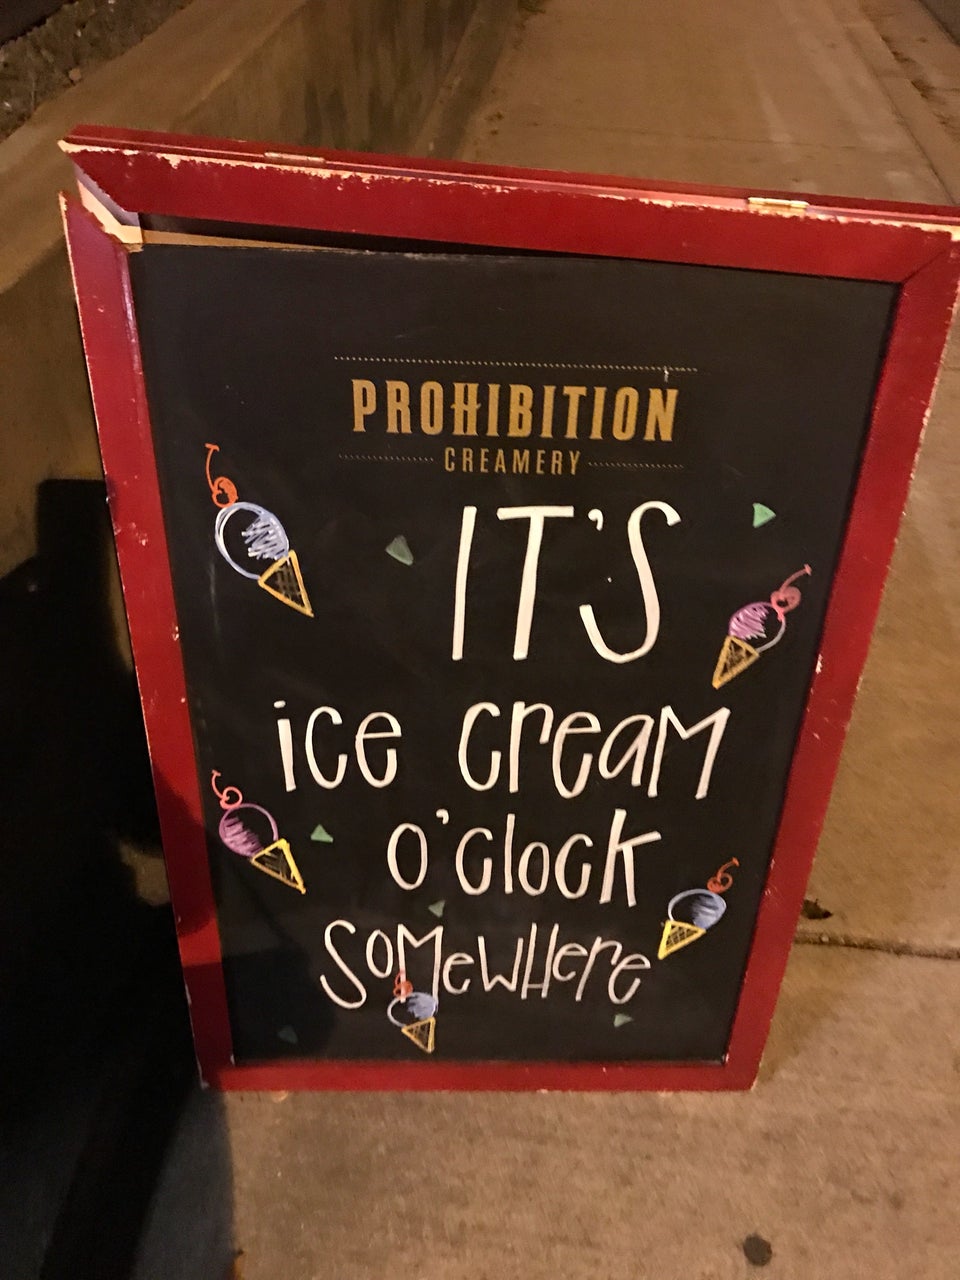 PROHIBITION
CREAMERY
IT'S
ice cream
o'clock
SOMewHere